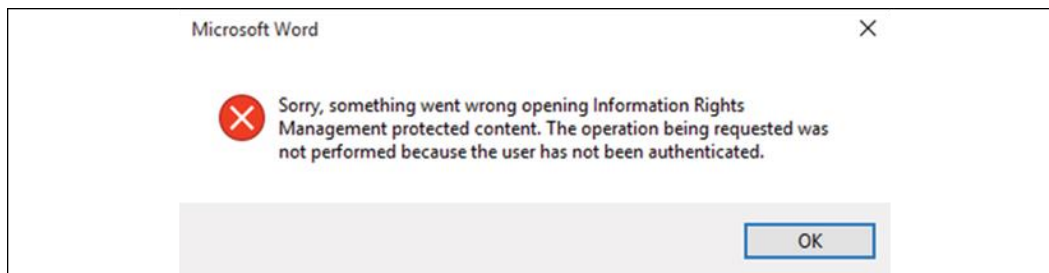 Microsoft Word
Sorry, something went wrong opening Information Rights
Management protected content. The operation being requested was
not performed because the user has not been authenticated.
OK